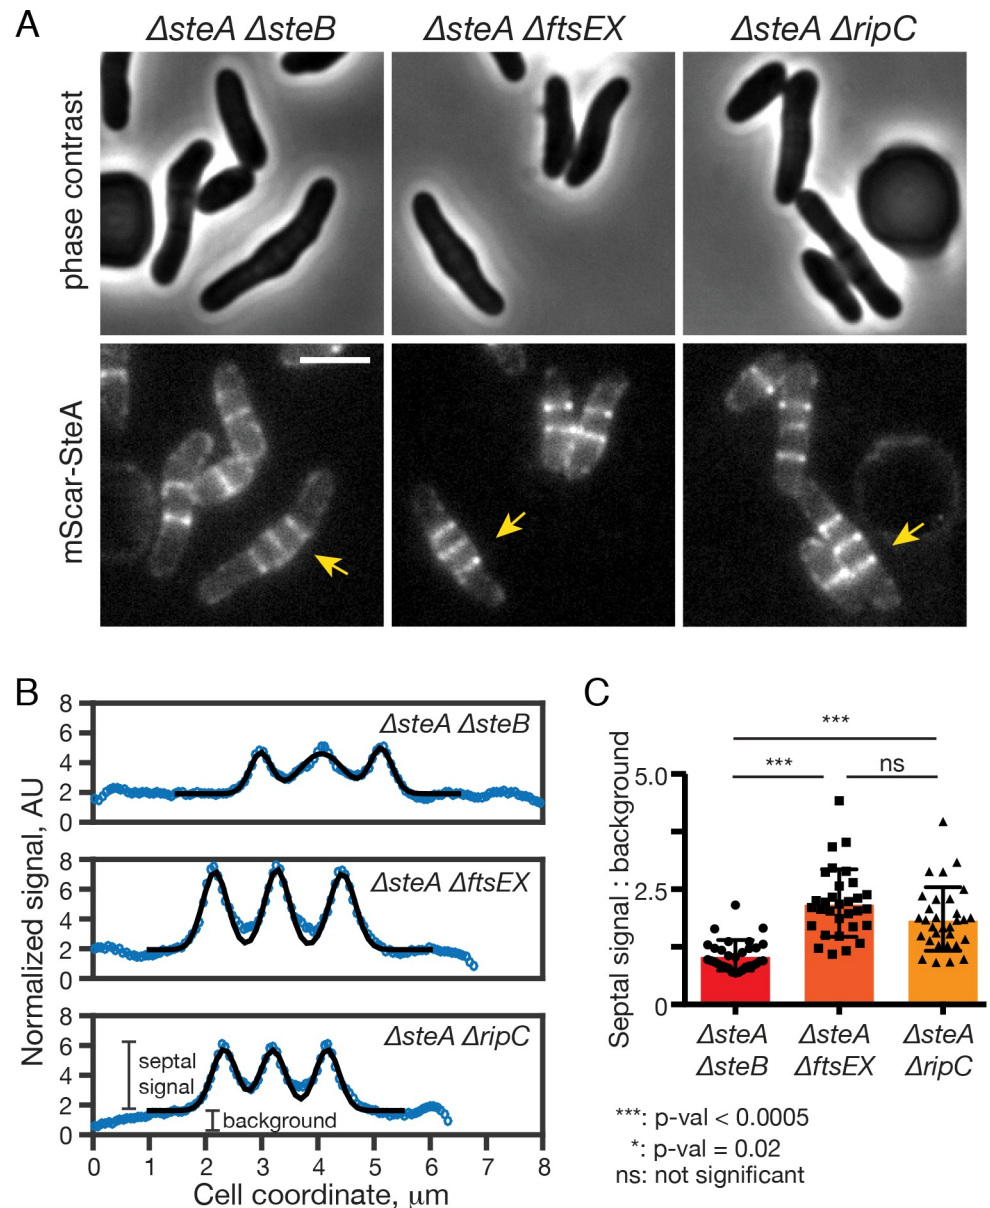 A
ΔsteA ΔsteB
ΔsteA ΔftsEX
ΔsteA ΔripC
phase contrast
mScar-SteA
B
Normalized signal, AU
8
6
4
2
0
ΔsteA ΔsteB
8
6
4
2
0
ΔsteA ΔftsEX
8
6
4
2
0
ΔsteA ΔripC
septal
signal
background
0 1 2 3 4 5 6 7 8
Cell coordinate, μm
C
Septal signal : background
5.0
2.5
0
***
***
ns
ΔsteA
ΔsteB
ΔsteA
ΔftsEX
ΔsteA
ΔripC
***: p-val < 0.0005
*: p-val = 0.02
ns: not significant